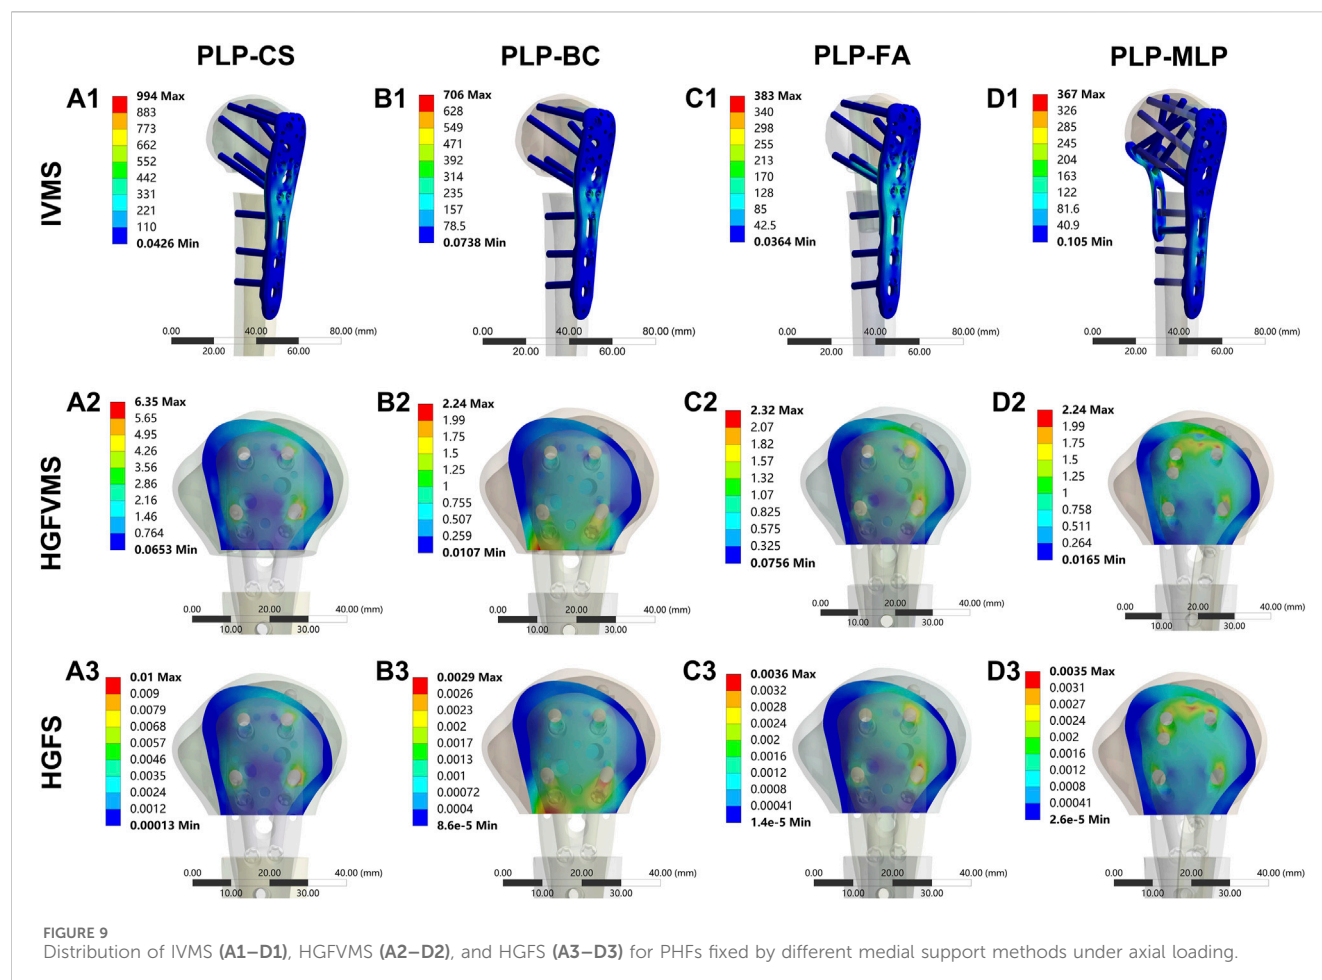 PLP-CS
PLP-BC
PLP-FA
PLP-MLP
IVMS
A1
994 Max
883
773
662
552
442
331
221
110
0.0426 Min
0.00 40.00 80.00 (mm)
20.00 60.00
B1
706 Max
628
549
471
392
314
235
157
78.5
0.0738 Min
0.00 40.00 80.00 (mm)
20.00 60.00
C1
383 Max
340
298
255
213
170
128
85
42.5
0.0364 Min
0.00 40.00 80.00 (mm)
20.00 60.00
D1
367 Max
326
285
245
204
163
122
81.6
40.9
0.105 Min
0.00 40.00 80.00 (mm)
20.00 60.00
HGFVMS
A2
6.35 Max
5.65
4.95
4.26
3.56
2.86
2.16
1.46
0.764
0.0653 Min
0.00 20.00 40.00 (mm)
10.00 30.00
B2
2.24 Max
1.99
1.75
1.5
1.25
1
0.755
0.507
0.259
0.0107 Min
0.00 20.00 40.00 (mm)
10.00 30.00
C2
2.32 Max
2.07
1.82
1.57
1.32
1.07
0.825
0.575
0.325
0.0756 Min
0.00 20.00 40.00 (mm)
10.00 30.00
D2
2.24 Max
1.99
1.75
1.5
1.25
1
0.758
0.511
0.264
0.0165 Min
0.00 20.00 40.00 (mm)
10.00 30.00
HGFS
A3
0.01 Max
0.009
0.0079
0.0068
0.0057
0.0046
0.0035
0.0024
0.0012
0.00013 Min
0.00 20.00 40.00 (mm)
10.00 30.00
B3
0.0029 Max
0.0026
0.0023
0.002
0.0017
0.0013
0.001
0.00072
0.0004
8.6e-5 Min
0.00 20.00 40.00 (mm)
10.00 30.00
C3
0.0036 Max
0.0032
0.0028
0.0024
0.002
0.0016
0.0012
0.0008
0.00041
1.4e-5 Min
0.00 20.00 40.00 (mm)
10.00 30.00
D3
0.0035 Max
0.0031
0.0027
0.0024
0.002
0.0016
0.0012
0.0008
0.00041
2.6e-5 Min
0.00 20.00 40.00 (mm)
10.00 30.00
FIGURE 9
Distribution of IVMS (A1–D1), HGFVMS (A2–D2), and HGFS (A3–D3) for PHFs fixed by different medial support methods under axial loading.